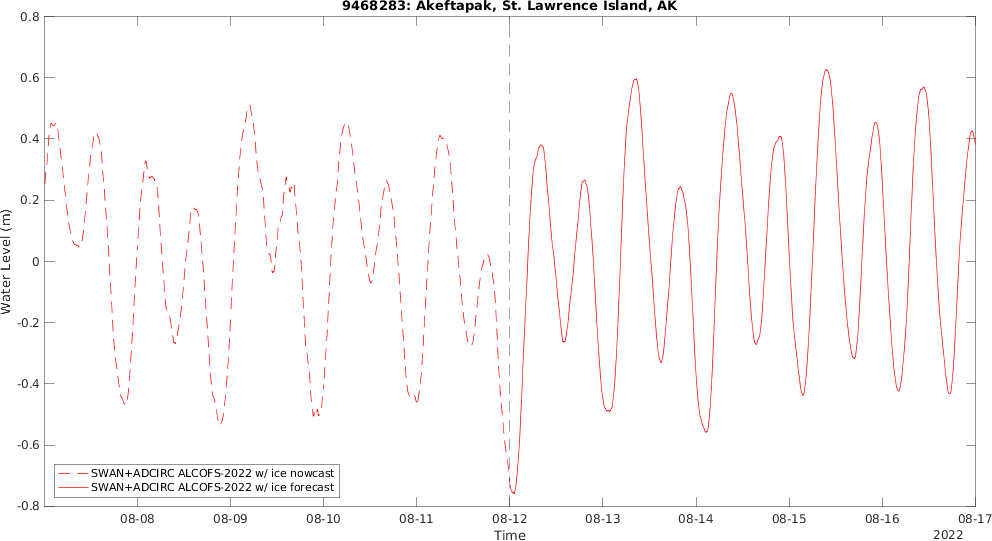 9468283: Akeftapak, St. Lawrence Island, AK
0.8
0.6
0.4
0.2
0
-0.2
-0.4
-0.6
-0.8
Water Level (m)
SWAN+ADCIRC ALCOFS-2022 w/ ice nowcast
SWAN+ADCIRC ALCOFS-2022 w/ ice forecast
08-08 08-09 08-10 08-11 08-12 08-13 08-14 08-15 08-16 08-17
Time
2022